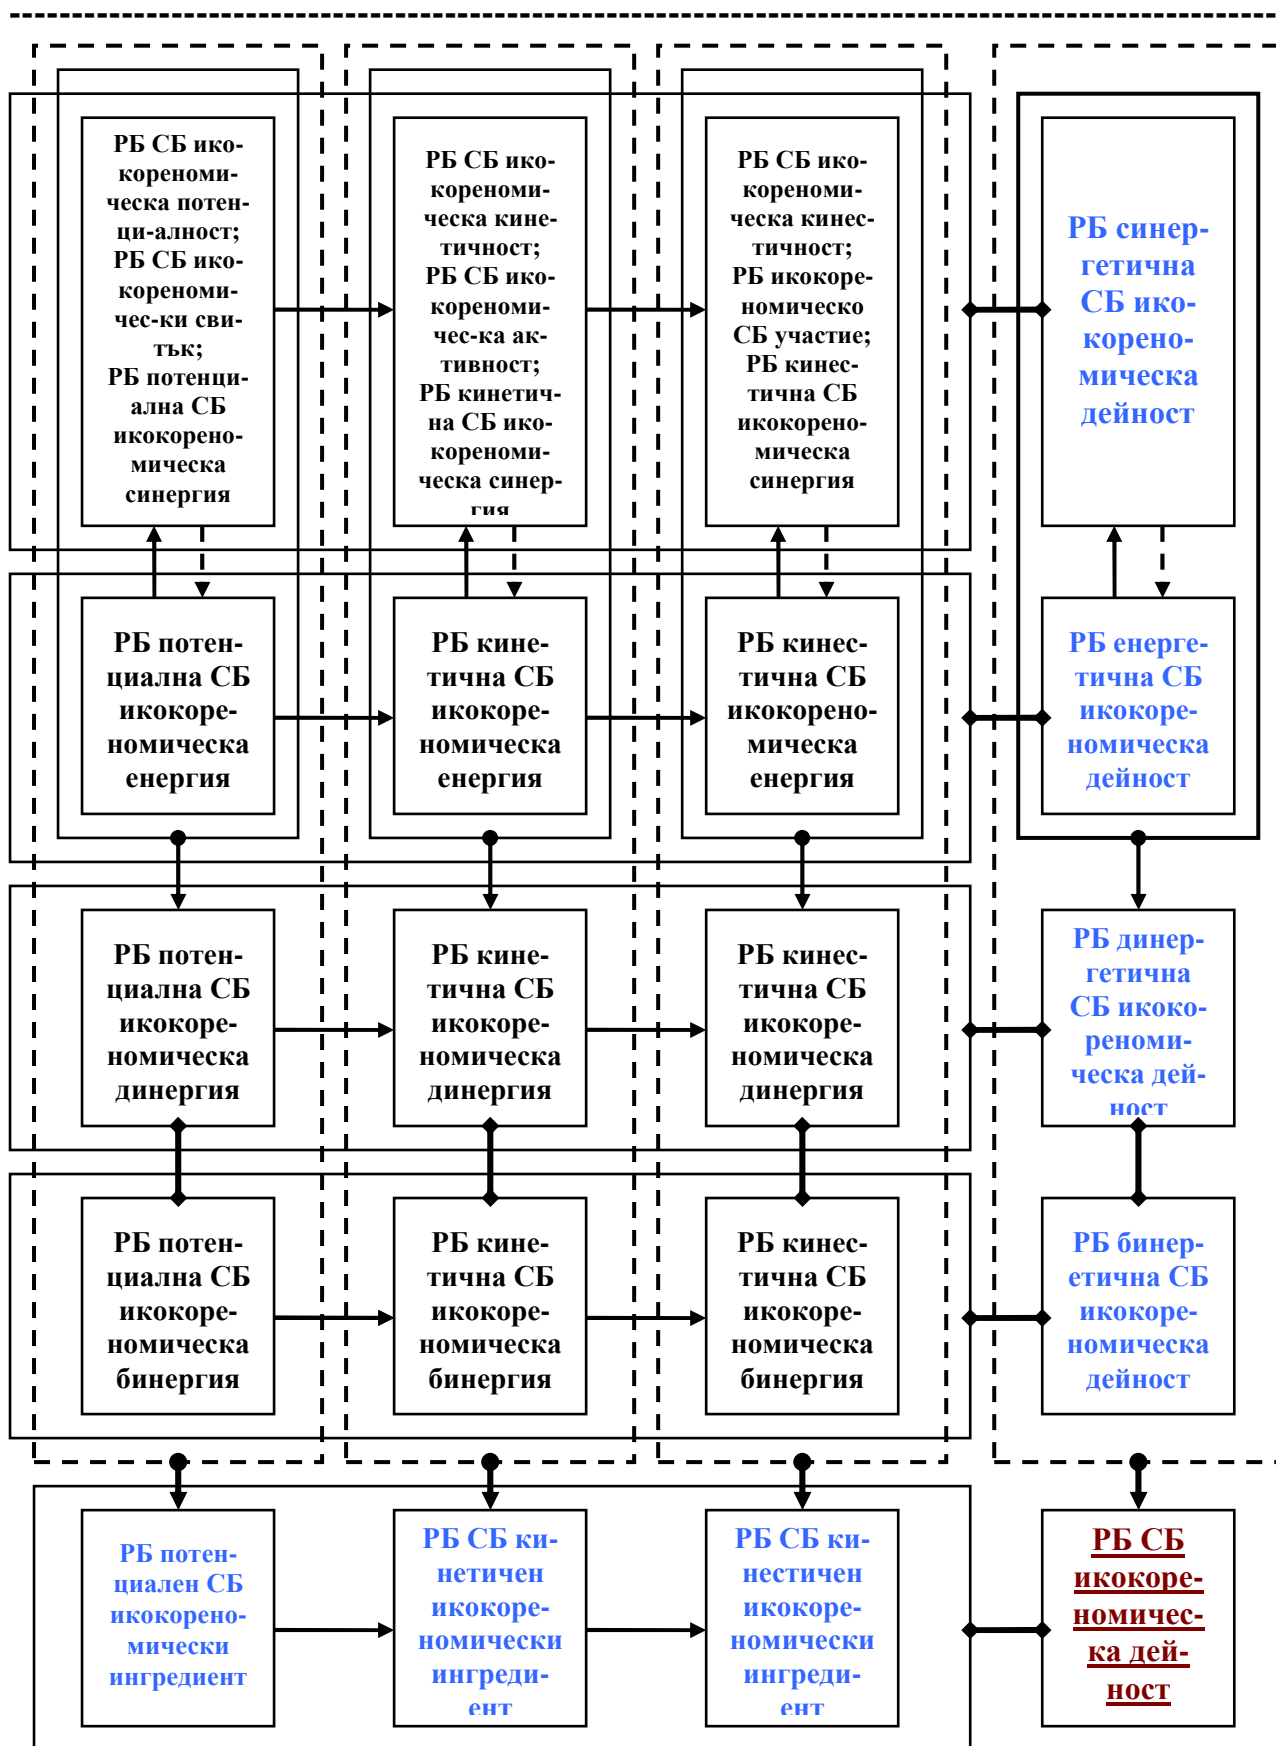 РБ СБ ико-
кореноми-
ческа потен-
ци-алност;
РБ СБ ико-
кореноми-
чес-ки сви-
тък;
РБ потенци-
ална СБ
икокорено-
мическа
синергия
РБ СБ ико-
кореноми-
ческа кине-
тичност;
РБ СБ ико-
кореноми-
чес-ка ак-
тивност;
РБ кинетич-
на СБ ико-
кореноми-
ческа синер-
гия
РБ СБ ико-
кореноми-
ческа кинес-
тичност;
РБ икокоре-
номическо
СБ участие;
РБ кинес-
тична СБ
икокорено-
мическа
синергия
РБ синер-
гетична
СБ ико-
корено-
мическа
дейност
РБ потен-
циална СБ
икокоре-
номическа
енергия
РБ кине-
тична СБ
икокоре-
номическа
енергия
РБ кинес-
тична СБ
икокорено-
мическа
енергия
РБ енерге-
тична СБ
икокоре-
номическа
дейност
РБ потен-
циална СБ
икокоре-
номическа
динергия
РБ кине-
тична СБ
икокоре-
номическа
динергия
РБ кинес-
тична СБ
икокоре-
номическа
динергия
РБ динер-
гетична
СБ икоко-
реноми-
ческа дей-
ност
РБ потен-
циална СБ
икокоре-
номическа
бинергия
РБ кине-
тична СБ
икокоре-
номическа
бинергия
РБ кинес-
тична СБ
икокоре-
номическа
бинергия
РБ бинер-
етична СБ
икокоре-
номическа
дейност
РБ потен-
циален СБ
икокорено-
мически
ингредиент
РБ СБ ки-
нетичен
икокоре-
номически
ингреди-
ент
РБ СБ ки-
нестичен
икокоре-
номически
ингреди-
ент
РБ СБ
икокоре-
номичес-
ка дей-
ност